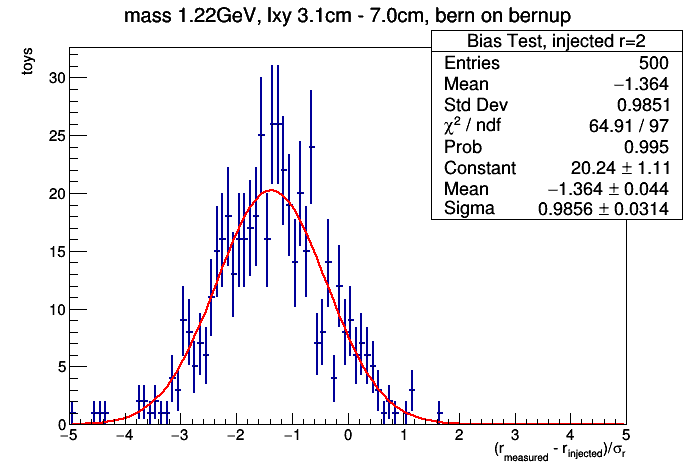 mass 1.22GeV, lxy 3.1cm - 7.0cm, bern on bernup
Bias Test, injected r=2
Entries 500
Mean −1.364
Std Dev 0.9851
χ² / ndf 64.91 / 97
Prob 0.995
Constant 20.24 ± 1.11
Mean −1.364 ± 0.044
Sigma 0.9856 ± 0.0314
toys
30
25
20
15
10
5
0
−5 −4 −3 −2 −1 0 1 2 3 4 5
(r_measured - r_injected)/σ_r